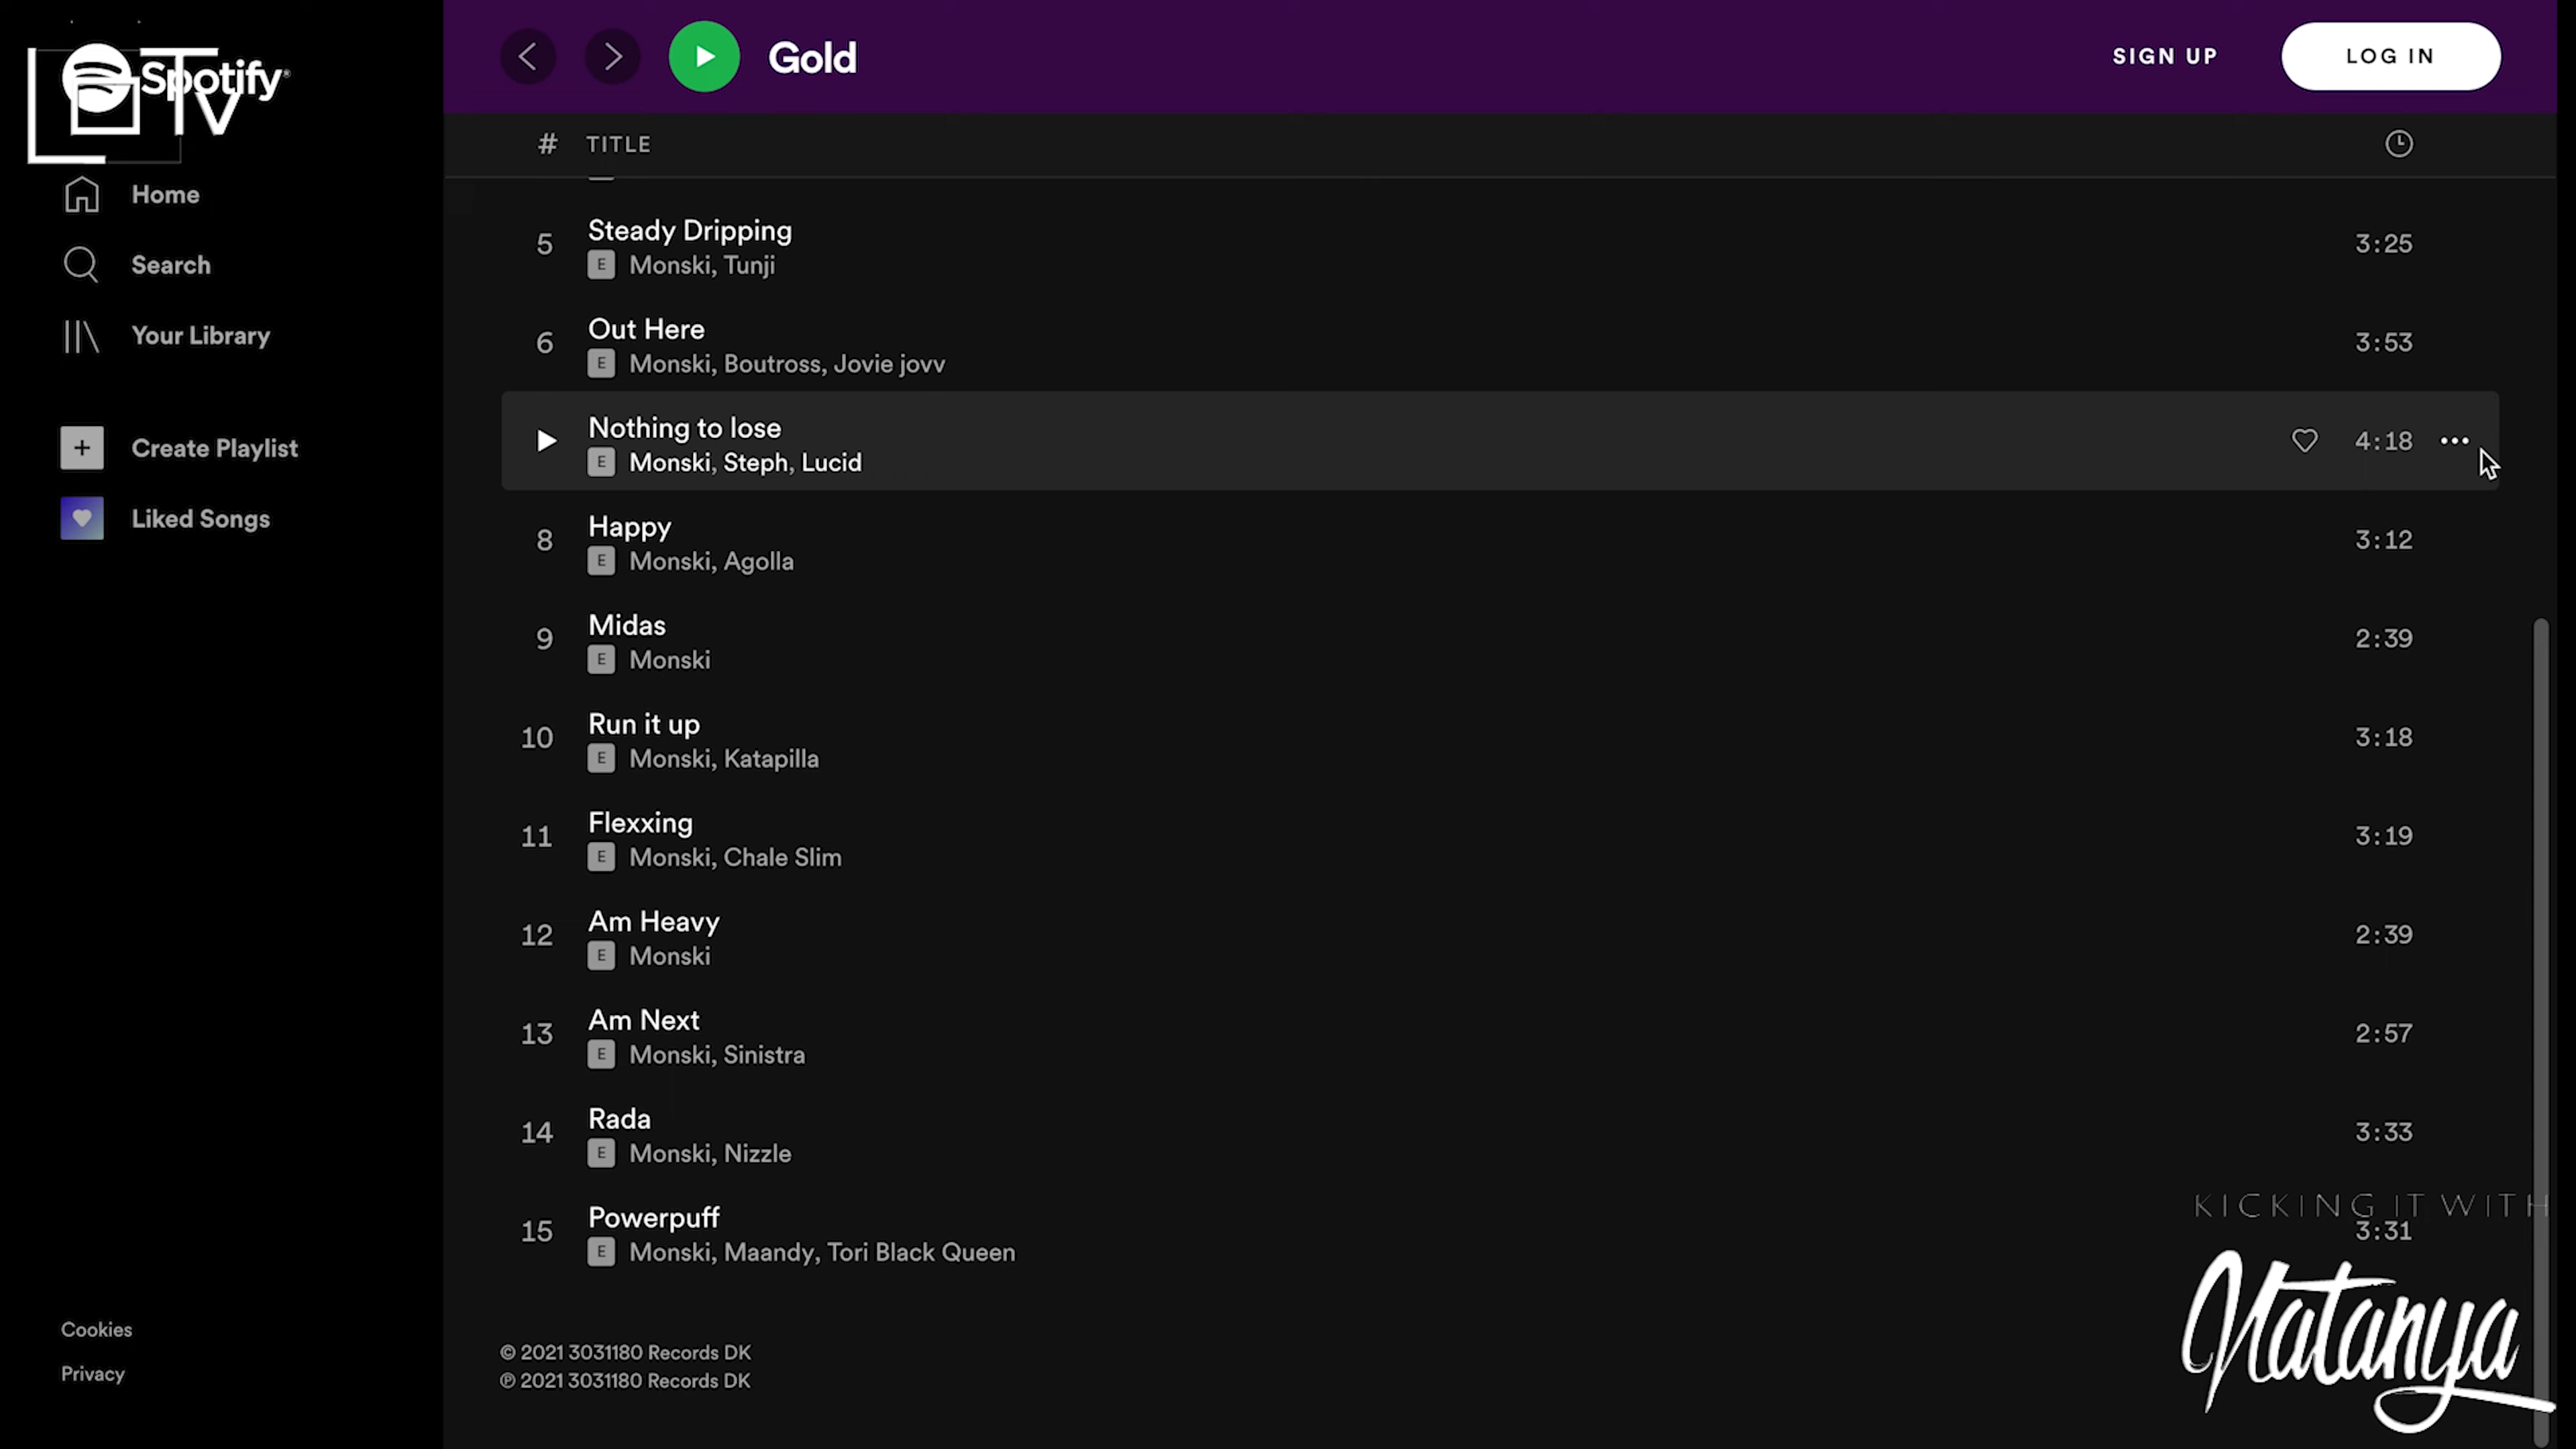 Spotify
Tv
Home
Search
Your Library
Create Playlist
Liked Songs
Cookies
Privacy
Gold
SIGN UP
LOG IN
# TITLE
5 Steady Dripping 3:25
E Monski, Tunji
6 Out Here 3:53
E Monski, Boutross, Jovie jovv
Nothing to lose 4:18
E Monski, Steph, Lucid
8 Happy 3:12
E Monski, Agolla
9 Midas 2:39
E Monski
10 Run it up 3:18
E Monski, Katapilla
11 Flexxing 3:19
E Monski, Chale Slim
12 Am Heavy 2:39
E Monski
13 Am Next 2:57
E Monski, Sinistra
14 Rada 3:33
E Monski, Nizzle
15 Powerpuff 3:31
E Monski, Maandy, Tori Black Queen
© 2021 3031180 Records DK
℗ 2021 3031180 Records DK
KICKING IT WITH
Natanya